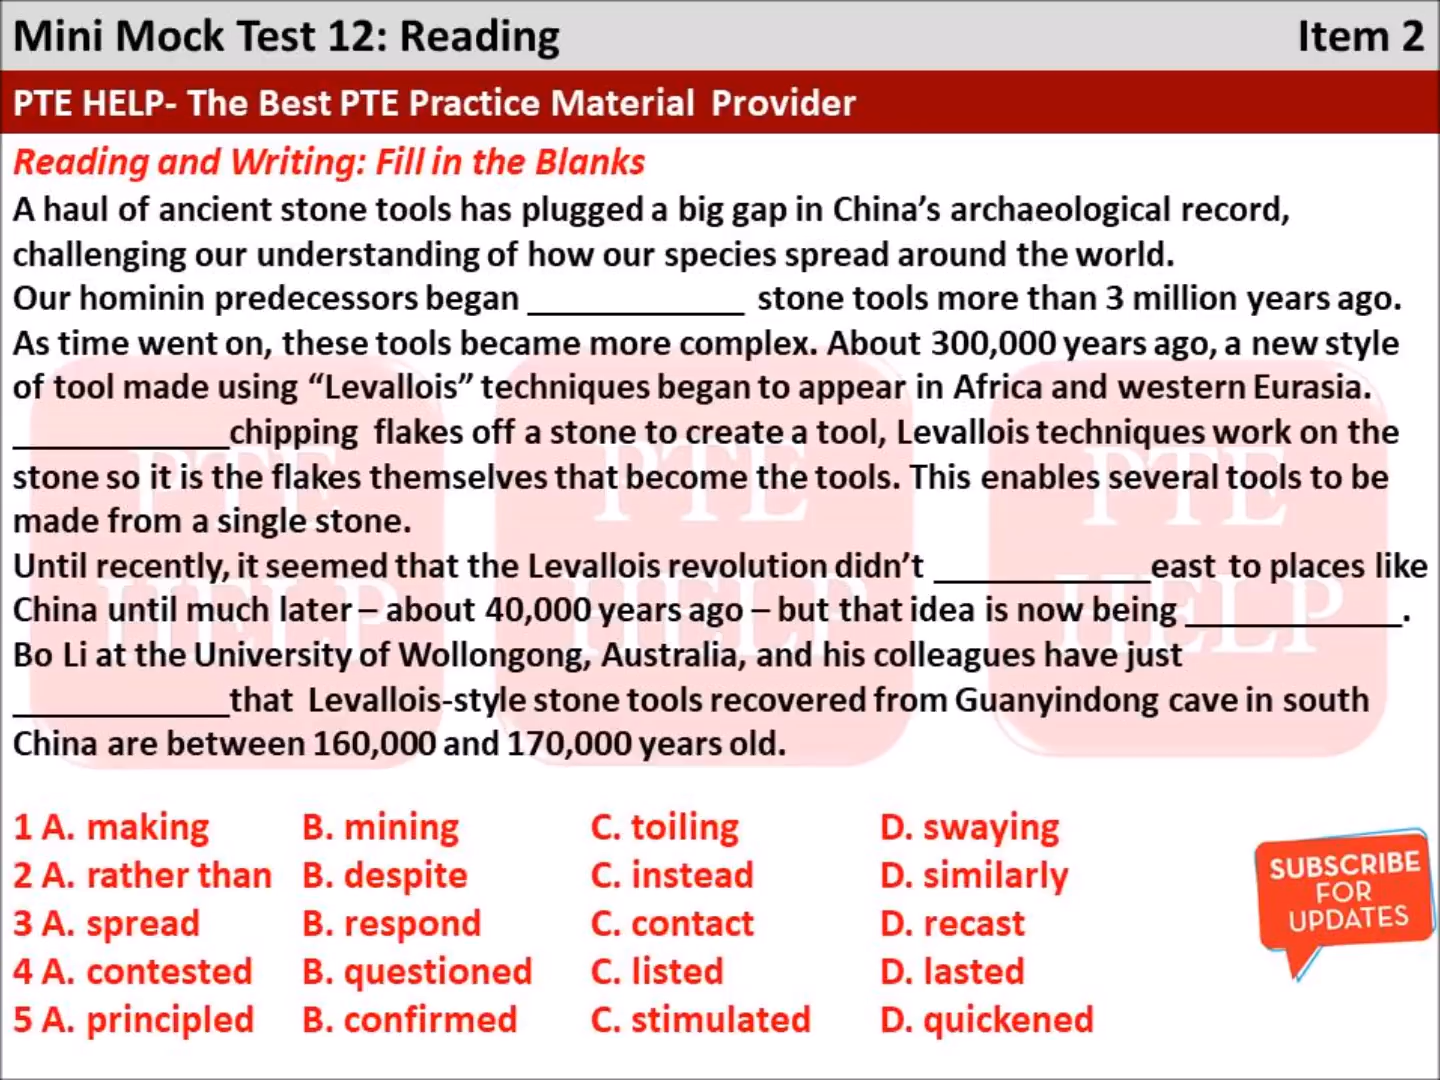 Mini Mock Test 12: Reading Item 2
PTE HELP- The Best PTE Practice Material Provider
Reading and Writing: Fill in the Blanks
A haul of ancient stone tools has plugged a big gap in China’s archaeological record,
challenging our understanding of how our species spread around the world.
Our hominin predecessors began ____________ stone tools more than 3 million years ago.
As time went on, these tools became more complex. About 300,000 years ago, a new style
of tool made using “Levallois” techniques began to appear in Africa and western Eurasia.
____________chipping flakes off a stone to create a tool, Levallois techniques work on the
stone so it is the flakes themselves that become the tools. This enables several tools to be
made from a single stone.
Until recently, it seemed that the Levallois revolution didn’t ____________east to places like
China until much later – about 40,000 years ago – but that idea is now being ____________.
Bo Li at the University of Wollongong, Australia, and his colleagues have just
____________that Levallois-style stone tools recovered from Guanyindong cave in south
China are between 160,000 and 170,000 years old.
1 A. making B. mining C. toiling D. swaying
2 A. rather than B. despite C. instead D. similarly
3 A. spread B. respond C. contact D. recast
4 A. contested B. questioned C. listed D. lasted
5 A. principled B. confirmed C. stimulated D. quickened
SUBSCRIBE
FOR
UPDATES
PTE
HELP
PTE
HELP
PTE
HELP